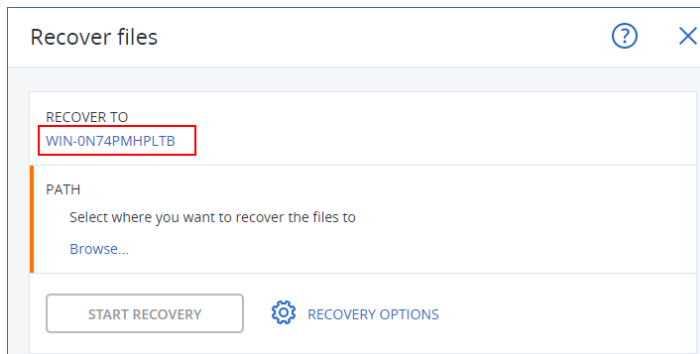 Recover files
RECOVER TO
WIN-0N74PMHPLTB
PATH
Select where you want to recover the files to
Browse...
START RECOVERY
RECOVERY OPTIONS